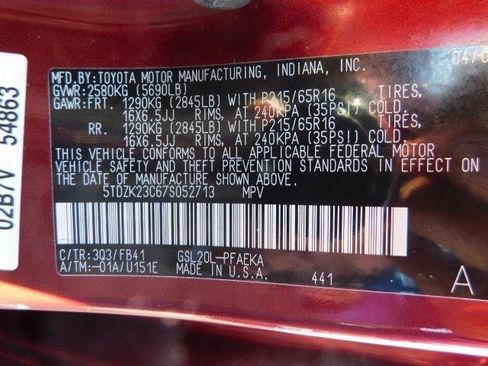 02B7V 54863
04/0
MFD.BY:TOYOTA MOTOR MANUFACTURING, INDIANA, INC.
GVWR:2580KG (5690LB)
GAWR:FRT. 1290KG (2845LB) WITH P215/65R16 TIRES,
16X6.5JJ RIMS, AT 240KPA (35PSI) COLD.
RR. 1290KG (2845LB) WITH P215/65R16 TIRES,
16X6.5JJ RIMS, AT 240KPA (35PSI) COLD.
THIS VEHICLE CONFORMS TO ALL APPLICABLE FEDERAL MOTOR
VEHICLE SAFETY AND THEFT PREVENTION STANDARDS IN EFFECT
ON THE DATE OF MANUFACTURE SHOWN ABOVE.
5TDZK23C67S052713 MPV
C/TR:3Q3/FB41 GSL20L-PFAEKA
A/TM:-01A/U151E MADE IN U.S.A.
441
A